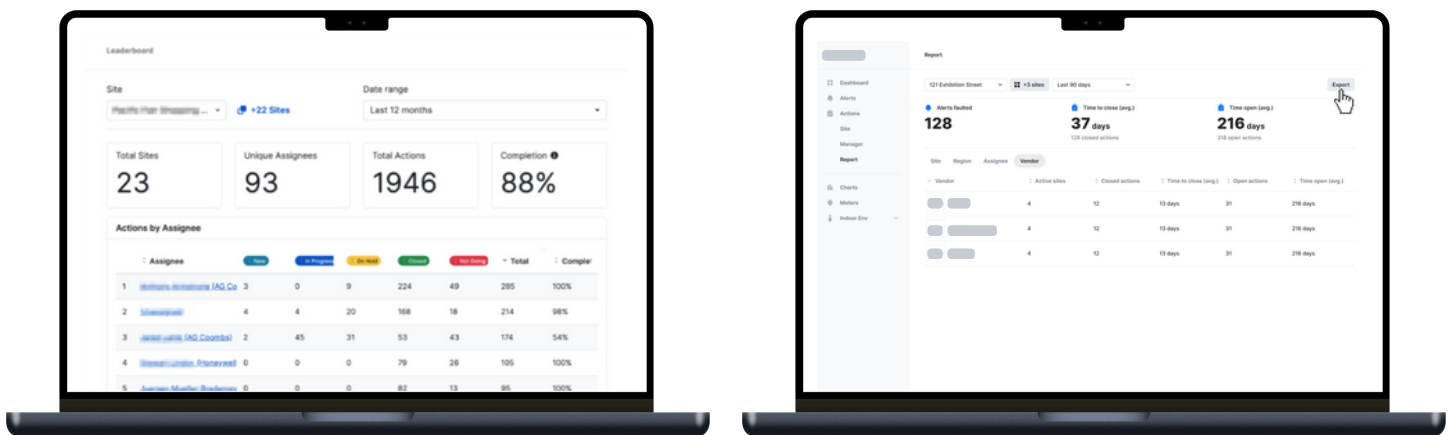 Leaderboard
Site
Date range
+22 Sites
Last 12 months
Total Sites
Unique Assignees
Total Actions
Completion
23
93
1946
88%
Actions by Assignee
Assignee New In Progress On Hold Closed Not Doing Total Comple
1 (AG Co 3 0 9 224 49 285 100%
2 4 4 20 168 18 214 98%
3 (AG Coombs) 2 45 31 53 43 174 54%
4 (Honeywell 0 0 0 79 26 105 100%
5 0 0 0 82 13 95 100%
Report
121 Exhibition Street +3 sites Last 90 days
Export
Dashboard
Alerts
Actions
Site
Manager
Report
Charts
Meters
Indoor Env
Alerts faulted
128
Time to close (avg.)
37 days
128 closed actions
Time open (avg.)
216 days
218 open actions
Site Region Assignee Vendor
Vendor Active sites Closed actions Time to close (avg.) Open actions Time open (avg.)
4 12 13 days 31 216 days
4 12 13 days 31 216 days
4 12 13 days 31 216 days